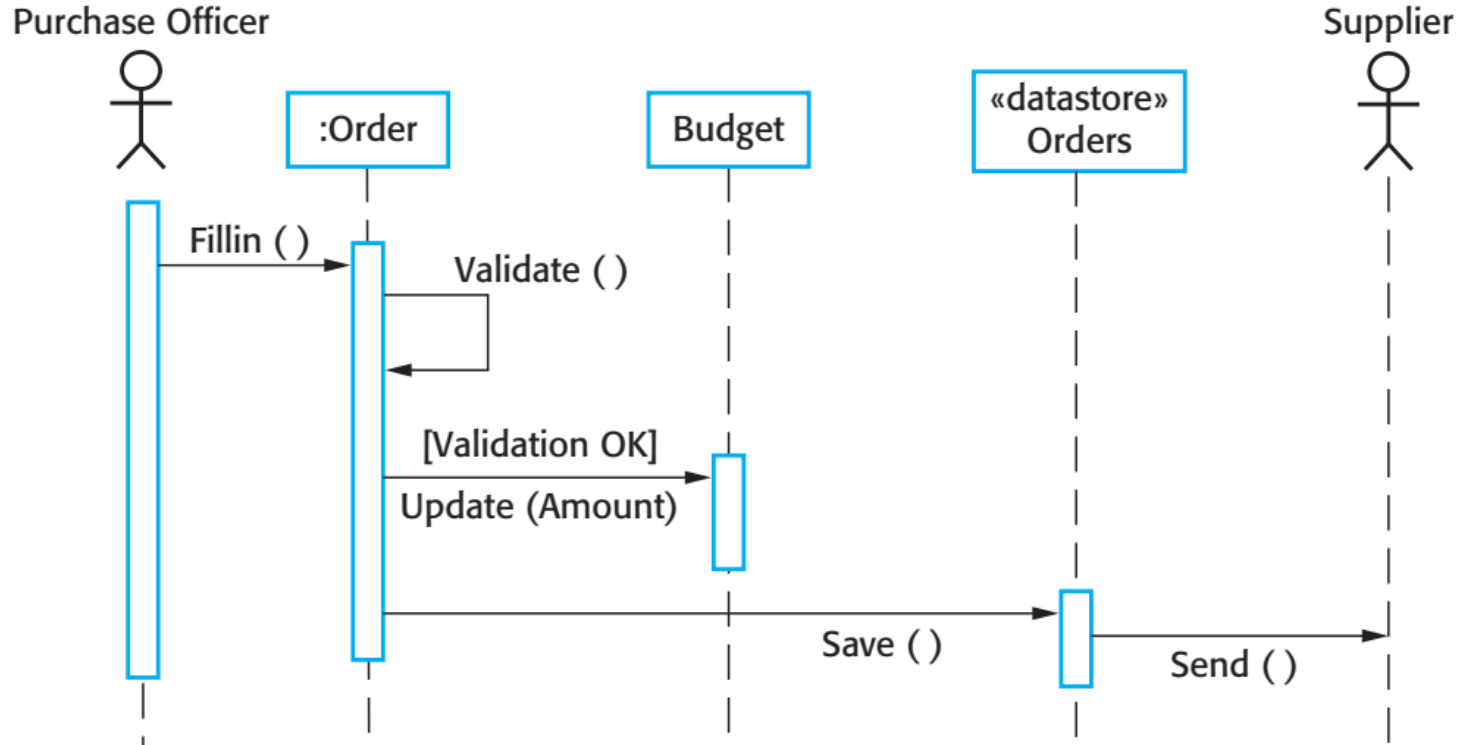 Purchase Officer
Supplier
:Order
Budget
«datastore»
Orders
Fillin ( )
Validate ( )
[Validation OK]
Update (Amount)
Save ( )
Send ( )